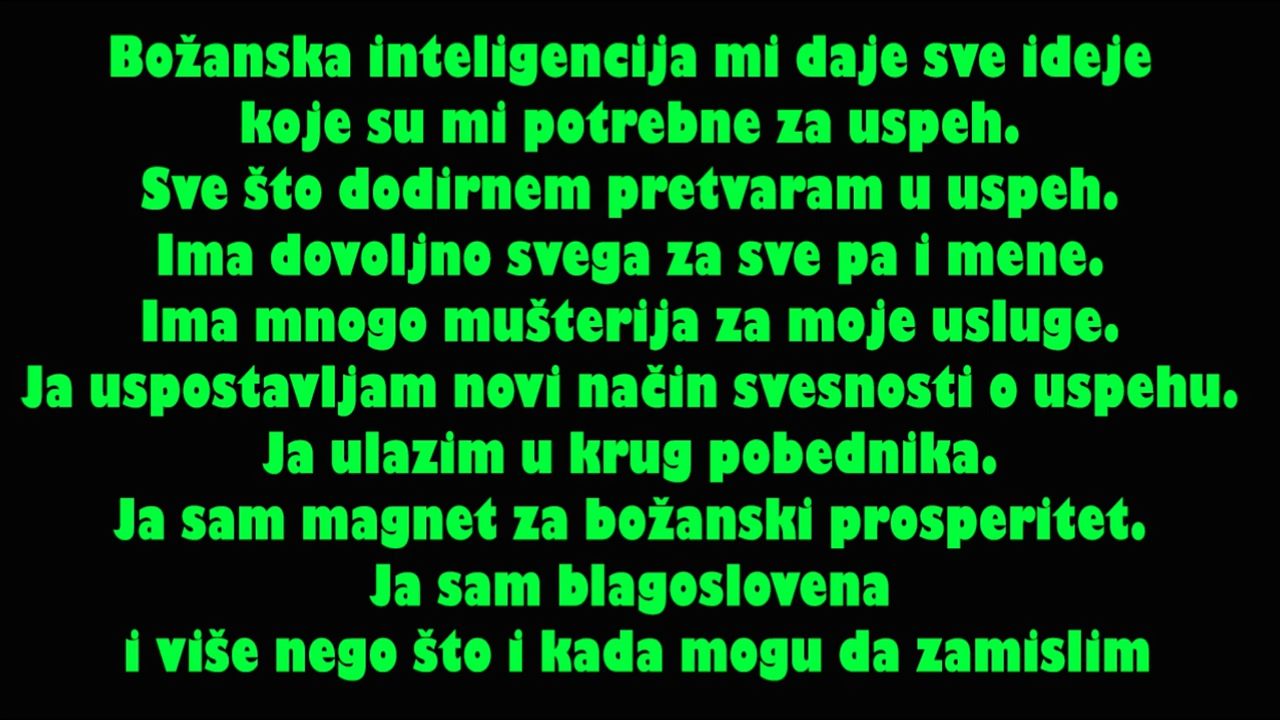 Božanska inteligencija mi daje sve ideje
koje su mi potrebne za uspeh.
Sve što dodirnem pretvaram u uspeh.
Ima dovoljno svega za sve pa i mene.
Ima mnogo mušterija za moje usluge.
Ja uspostavljam novi način svesnosti o uspehu.
Ja ulazim u krug pobednika.
Ja sam magnet za božanski prosperitet.
Ja sam blagoslovena
i više nego što i kada mogu da zamislim